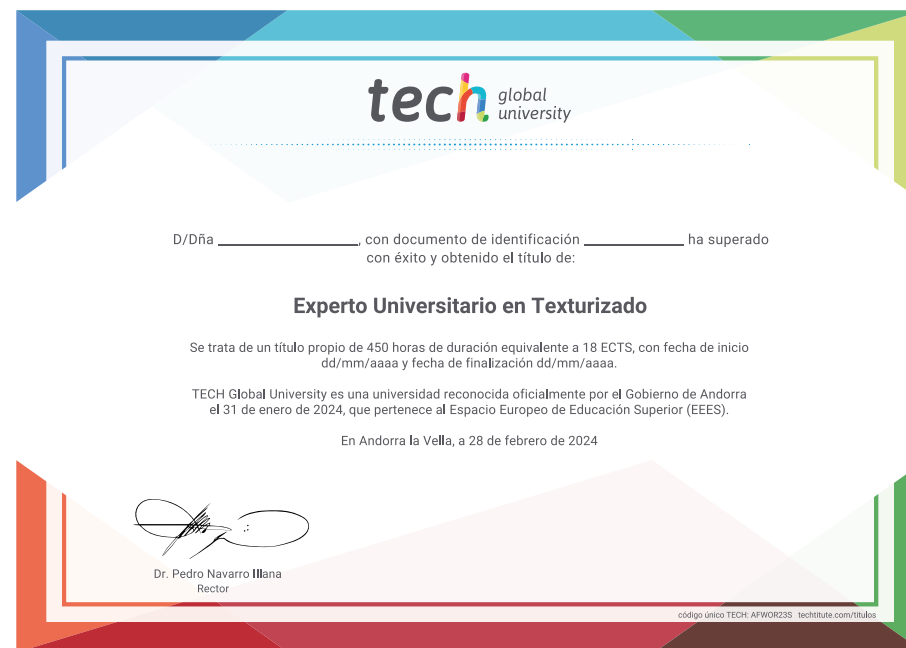 tech global
university
D/Dña ____________________, con documento de identificación ______________ ha superado
con éxito y obtenido el título de:
Experto Universitario en Texturizado
Se trata de un título propio de 450 horas de duración equivalente a 18 ECTS, con fecha de inicio
dd/mm/aaaa y fecha de finalización dd/mm/aaaa.
TECH Global University es una universidad reconocida oficialmente por el Gobierno de Andorra
el 31 de enero de 2024, que pertenece al Espacio Europeo de Educación Superior (EEES).
En Andorra la Vella, a 28 de febrero de 2024
Dr. Pedro Navarro Illana
Rector
código único TECH: AFWOR23S techtitute.com/titulos